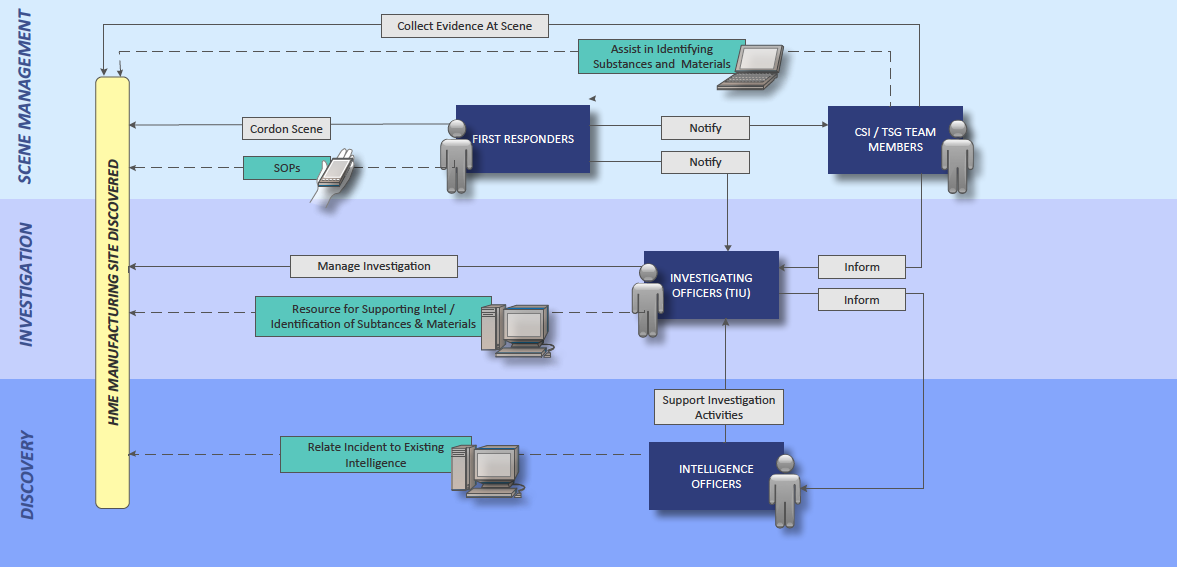 SCENE MANAGEMENT
Collect Evidence At Scene
Assist in Identifying
Substances and Materials
Cordon Scene
FIRST RESPONDERS
Notify
CSI / TSG TEAM
MEMBERS
SOPs
Notify
HME MANUFACTURING SITE DISCOVERED
INVESTIGATION
Manage Investigation
INVESTIGATING
OFFICERS (TIU)
Inform
Inform
Resource for Supporting Intel /
Identification of Subtances & Materials
DISCOVERY
Support Investigation
Activities
Relate Incident to Existing
Intelligence
INTELLIGENCE
OFFICERS